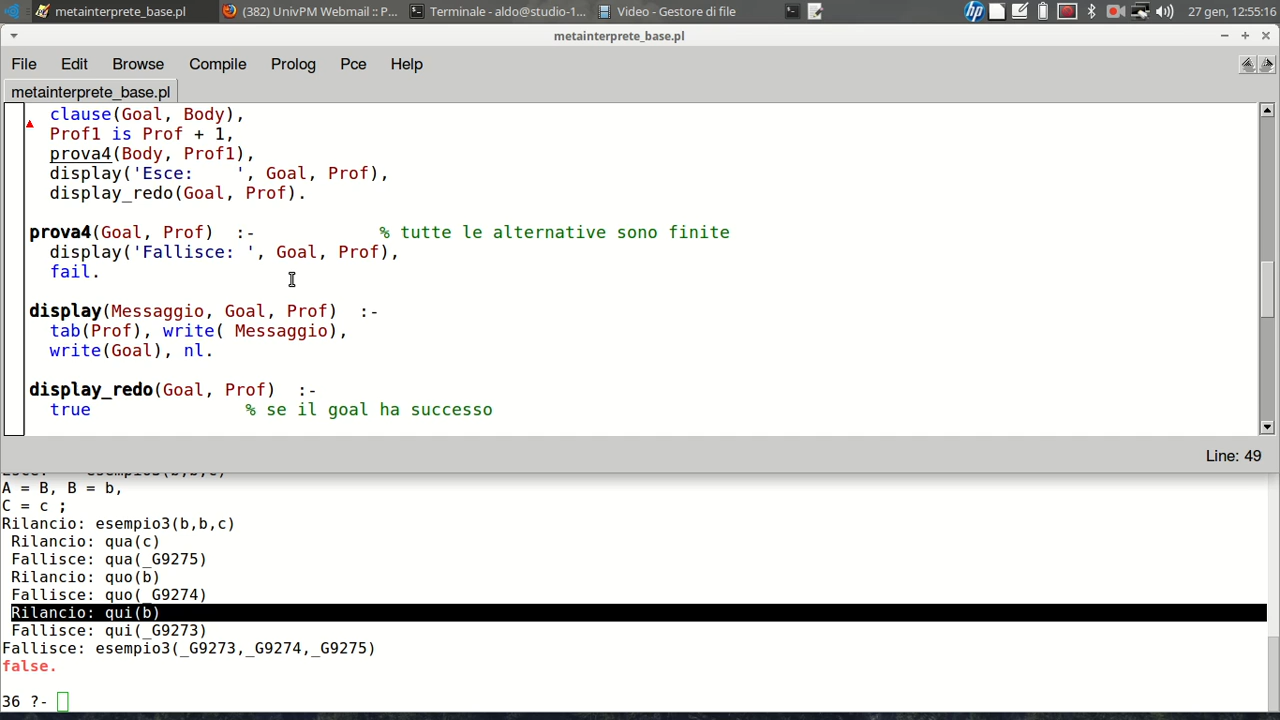 metainterprete_base.pl (382) UnivPM Webmail :: P... Terminale - aldo@studio-1... Video - Gestore di file 27 gen, 12:55:16
metainterprete_base.pl
File Edit Browse Compile Prolog Pce Help
metainterprete_base.pl
clause(Goal, Body),
Prof1 is Prof + 1,
prova4(Body, Prof1),
display('Esce:    ', Goal, Prof),
display_redo(Goal, Prof).
prova4(Goal, Prof)  :-            % tutte le alternative sono finite
display('Fallisce: ', Goal, Prof),
fail.
display(Messaggio, Goal, Prof)  :-
tab(Prof), write( Messaggio),
write(Goal), nl.
display_redo(Goal, Prof)  :-
true               % se il goal ha successo
Line: 49
Esce:    esempio3(b,b,c)
A = B, B = b,
C = c ;
Rilancio: esempio3(b,b,c)
Rilancio: qua(c)
Fallisce: qua(_G9275)
Rilancio: quo(b)
Fallisce: quo(_G9274)
Rilancio: qui(b)
Fallisce: qui(_G9273)
Fallisce: esempio3(_G9273,_G9274,_G9275)
false.
36 ?-